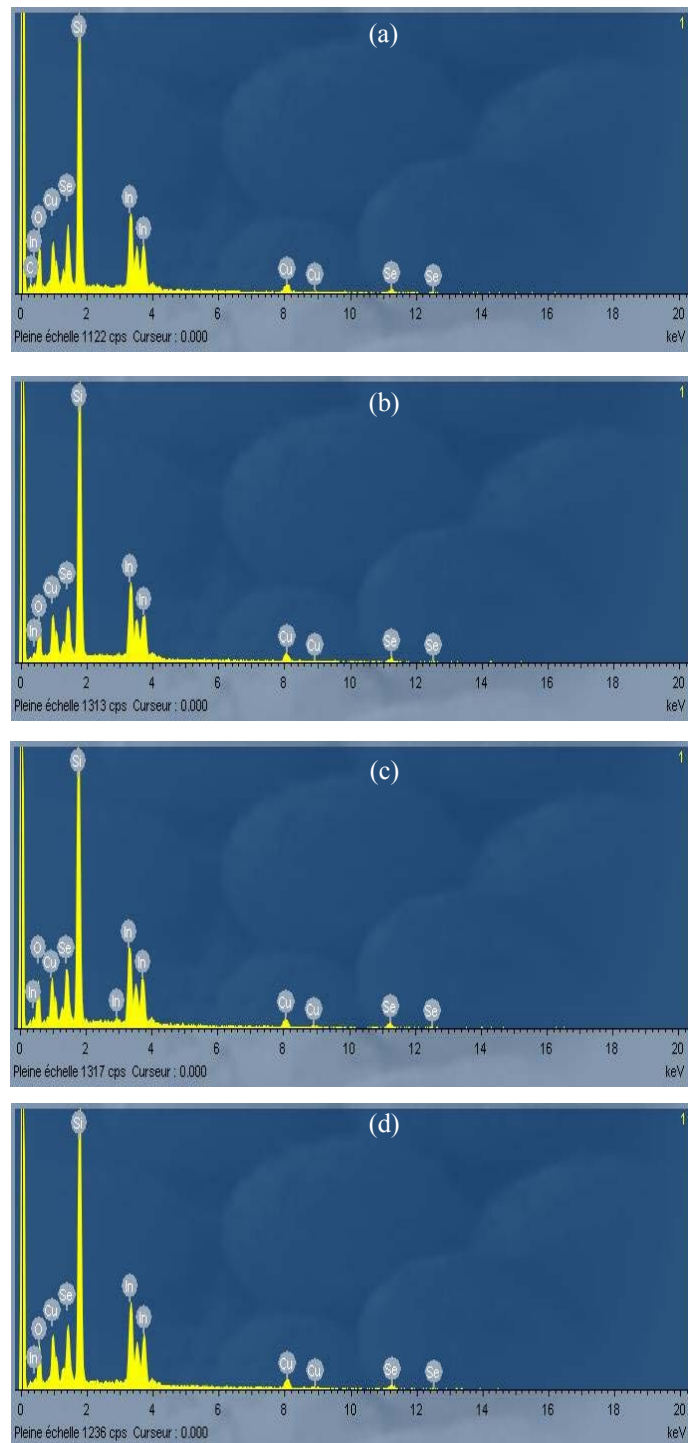 (a)
1
Si
Se
Cu
O
In
C
In
In
Cu
Cu
Se
Se
0 2 4 6 8 10 12 14 16 18 20
Pleine échelle 1122 cps Curseur : 0.000 keV
(b)
1
Si
Se
Cu
O
In
In
In
Cu
Cu
Se
Se
0 2 4 6 8 10 12 14 16 18 20
Pleine échelle 1313 cps Curseur : 0.000 keV
(c)
1
Si
O
Se
Cu
In
In
In
In
Cu
Cu
Se
Se
0 2 4 6 8 10 12 14 16 18 20
Pleine échelle 1317 cps Curseur : 0.000 keV
(d)
1
Si
Se
Cu
O
In
In
In
Cu
Cu
Se
Se
0 2 4 6 8 10 12 14 16 18 20
Pleine échelle 1236 cps Curseur : 0.000 keV